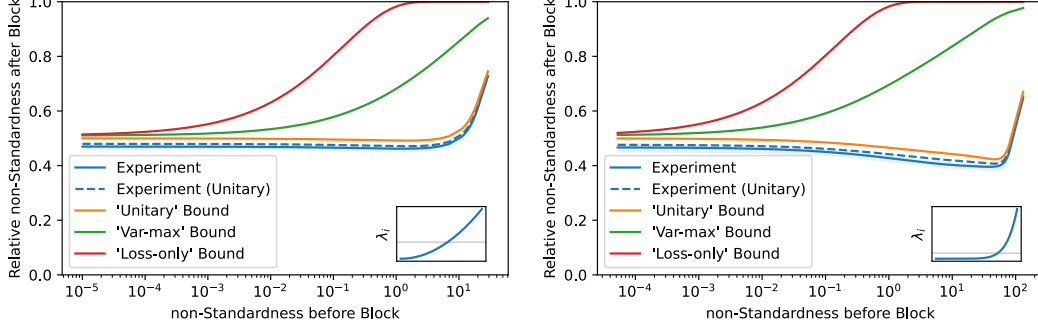 Relative non-Standardness after Block
1.0
0.8
0.6
0.4
0.2
0.0
Experiment
Experiment (Unitary)
'Unitary' Bound
'Var-max' Bound
'Loss-only' Bound
λᵢ
10⁻⁵ 10⁻⁴ 10⁻³ 10⁻² 10⁻¹ 10⁰ 10¹
non-Standardness before Block
Relative non-Standardness after Block
1.0
0.8
0.6
0.4
0.2
0.0
Experiment
Experiment (Unitary)
'Unitary' Bound
'Var-max' Bound
'Loss-only' Bound
λᵢ
10⁻⁴ 10⁻³ 10⁻² 10⁻¹ 10⁰ 10¹ 10²
non-Standardness before Block